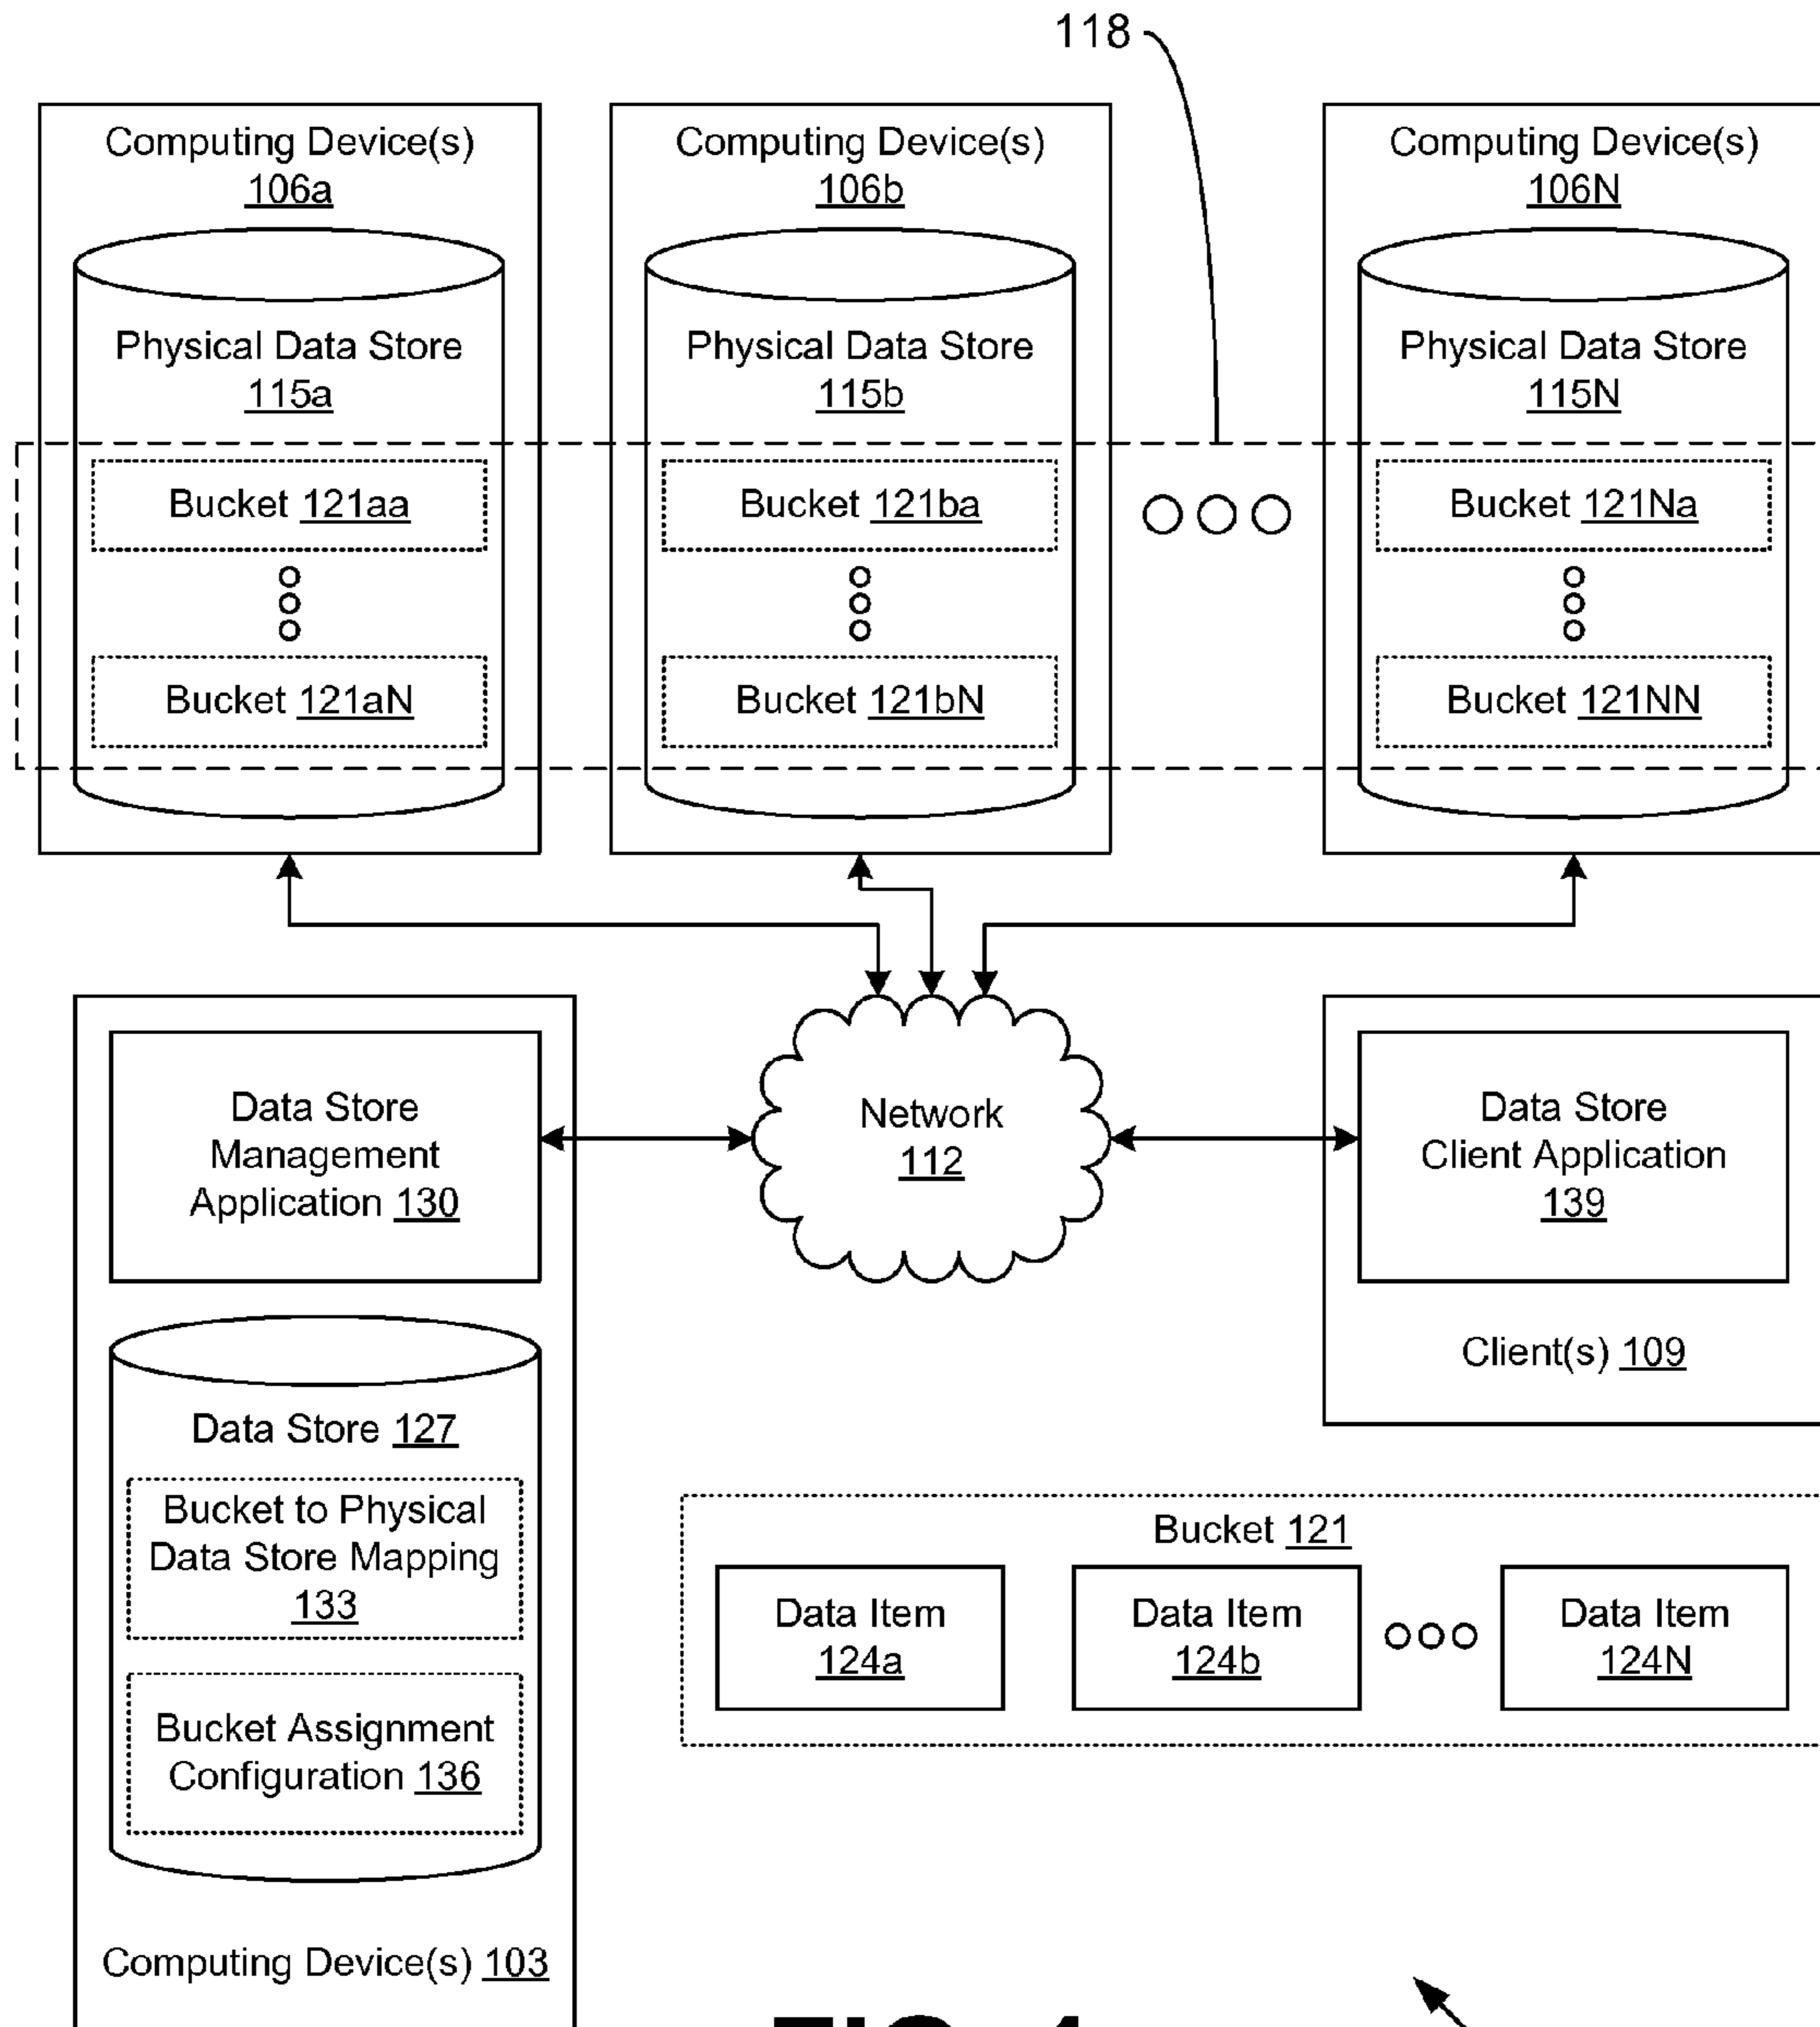 118
Computing Device(s)
106a
Physical Data Store
115a
Bucket 121aa
Bucket 121aN
Computing Device(s)
106b
Physical Data Store
115b
Bucket 121ba
Bucket 121bN
Computing Device(s)
106N
Physical Data Store
115N
Bucket 121Na
Bucket 121NN
Data Store
Management
Application 130
Network
112
Data Store
Client Application
139
Client(s) 109
Data Store 127
Bucket to Physical
Data Store Mapping
133
Bucket Assignment
Configuration 136
Computing Device(s) 103
Bucket 121
Data Item
124a
Data Item
124b
Data Item
124N